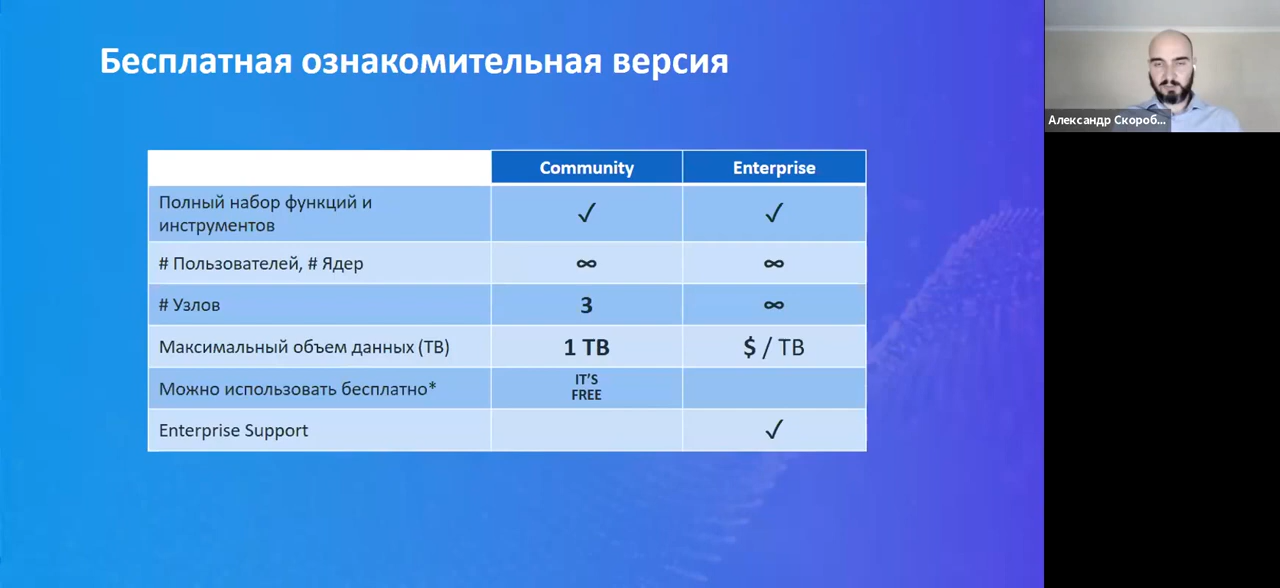 Бесплатная ознакомительная версия
Александр Скороб...
Community Enterprise
Полный набор функций и
инструментов ✓ ✓
# Пользователей, # Ядер ∞ ∞
# Узлов 3 ∞
Максимальный объем данных (ТВ) 1 TB $ / TB
Можно использовать бесплатно* IT'S
FREE
Enterprise Support ✓